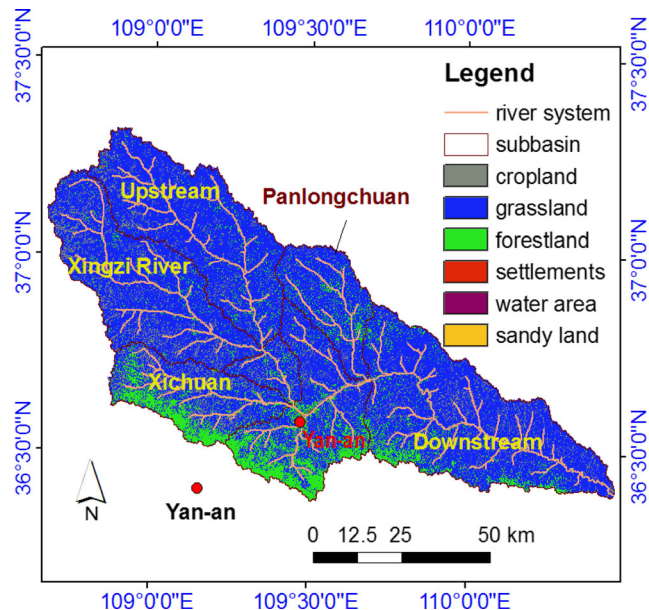 109°0'0"E 109°30'0"E 110°0'0"E
37°30'0"N
37°30'0"N
Legend
river system
subbasin
cropland
grassland
forestland
settlements
water area
sandy land
Upstream
Panlongchuan
Xingzi River
37°0'0"N
37°0'0"N
Xichuan
Yan-an
Downstream
36°30'0"N
36°30'0"N
N
Yan-an
0 12.5 25 50 km
109°0'0"E 109°30'0"E 110°0'0"E